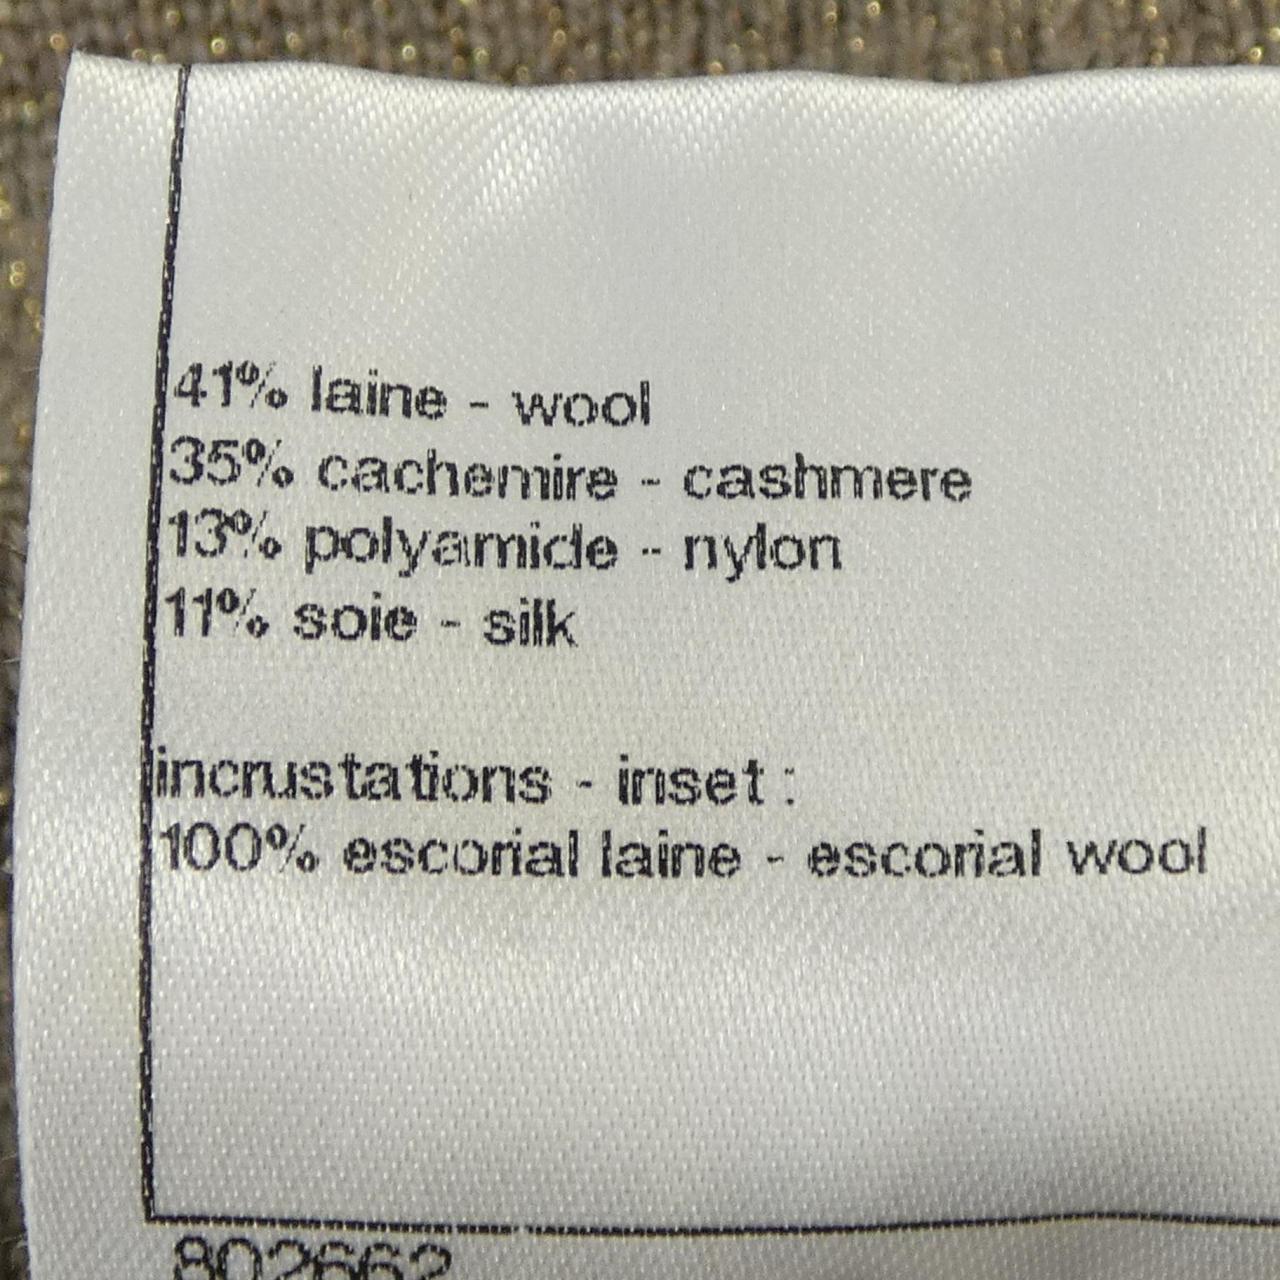 41% laine - wool
35% cachemire - cashmere
13% polyamide - nylon
11% soie - silk
incrustations - inset :
100% escorial laine - escorial wool
802662